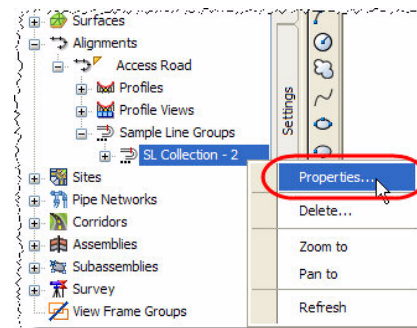 Surfaces
Alignments
Access Road
Profiles
Profile Views
Sample Line Groups
SL Collection - 2
Sites
Pipe Networks
Corridors
Assemblies
Subassemblies
Survey
View Frame Groups
Settings
Properties...
Delete...
Zoom to
Pan to
Refresh